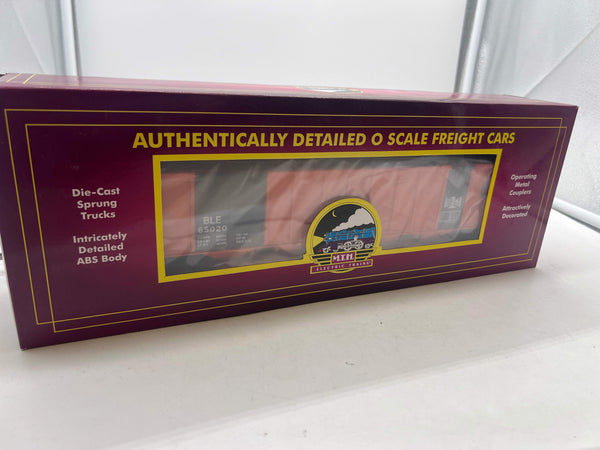 AUTHENTICALLY DETAILED O SCALE FREIGHT CARS
Die-Cast
Sprung
Trucks
Intricately
Detailed
ABS Body
BLE
65020
Operating
Metal
Couplers
Attractively
Decorated
M.T.H.
ELECTRIC TRAINS